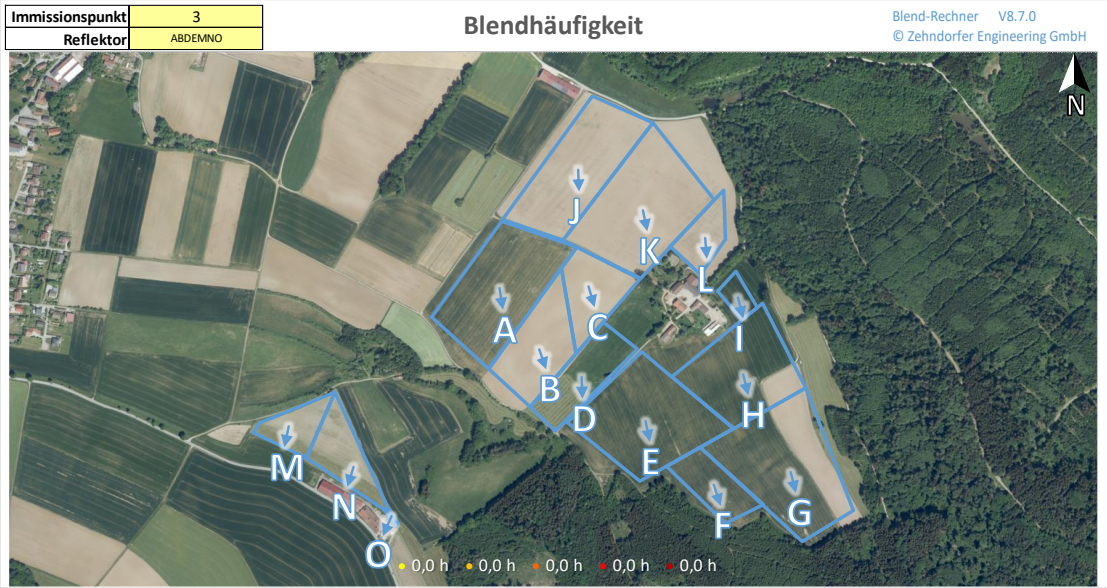 Immissionspunkt 3
Reflektor ABDEMNO
Blendhäufigkeit
Blend-Rechner V8.7.0
© Zehndorfer Engineering GmbH
N
J
K
L
A
C
I
B
D
H
E
M
N
G
F
O
0,0 h 0,0 h 0,0 h 0,0 h 0,0 h